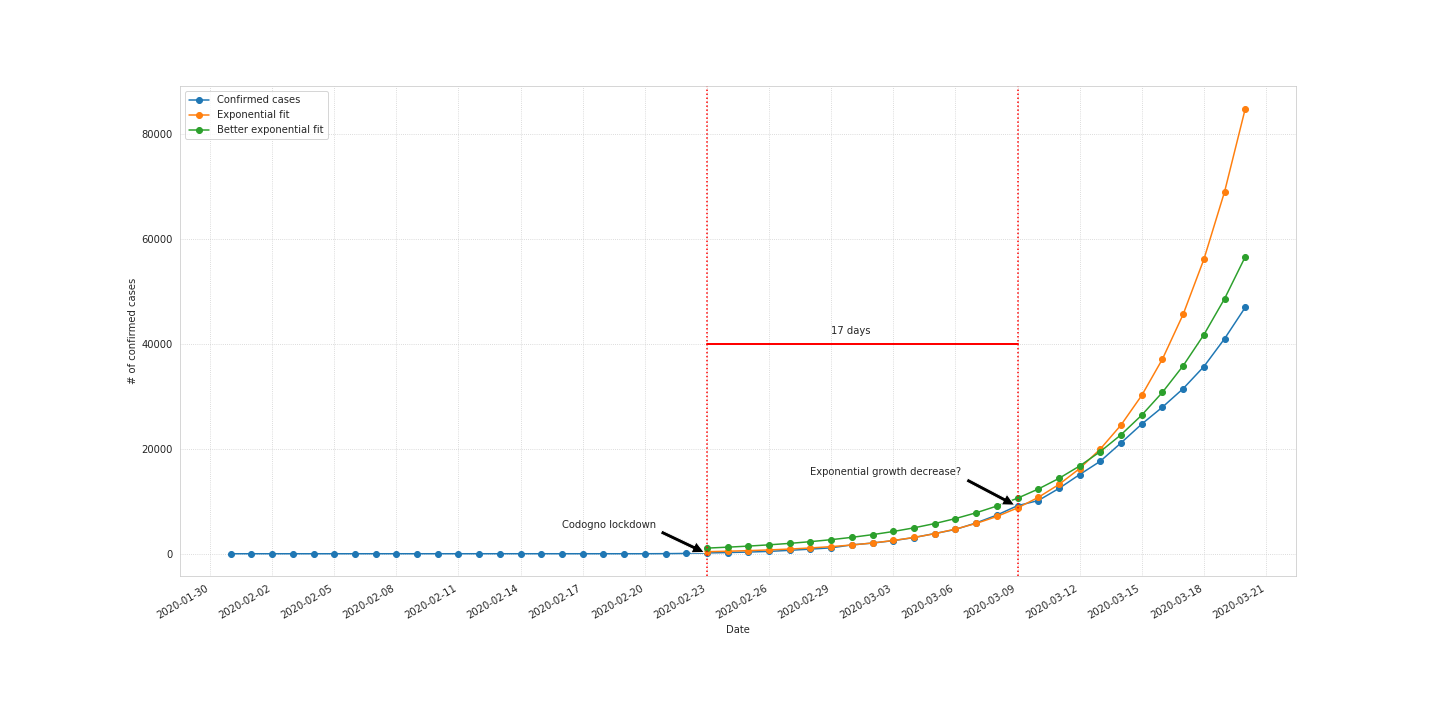 Confirmed cases
Exponential fit
Better exponential fit
80000
60000
40000
20000
0
# of confirmed cases
17 days
Exponential growth decrease?
Codogno lockdown
2020-01-30
2020-02-02
2020-02-05
2020-02-08
2020-02-11
2020-02-14
2020-02-17
2020-02-20
2020-02-23
2020-02-26
2020-02-29
2020-03-03
2020-03-06
2020-03-09
2020-03-12
2020-03-15
2020-03-18
2020-03-21
Date